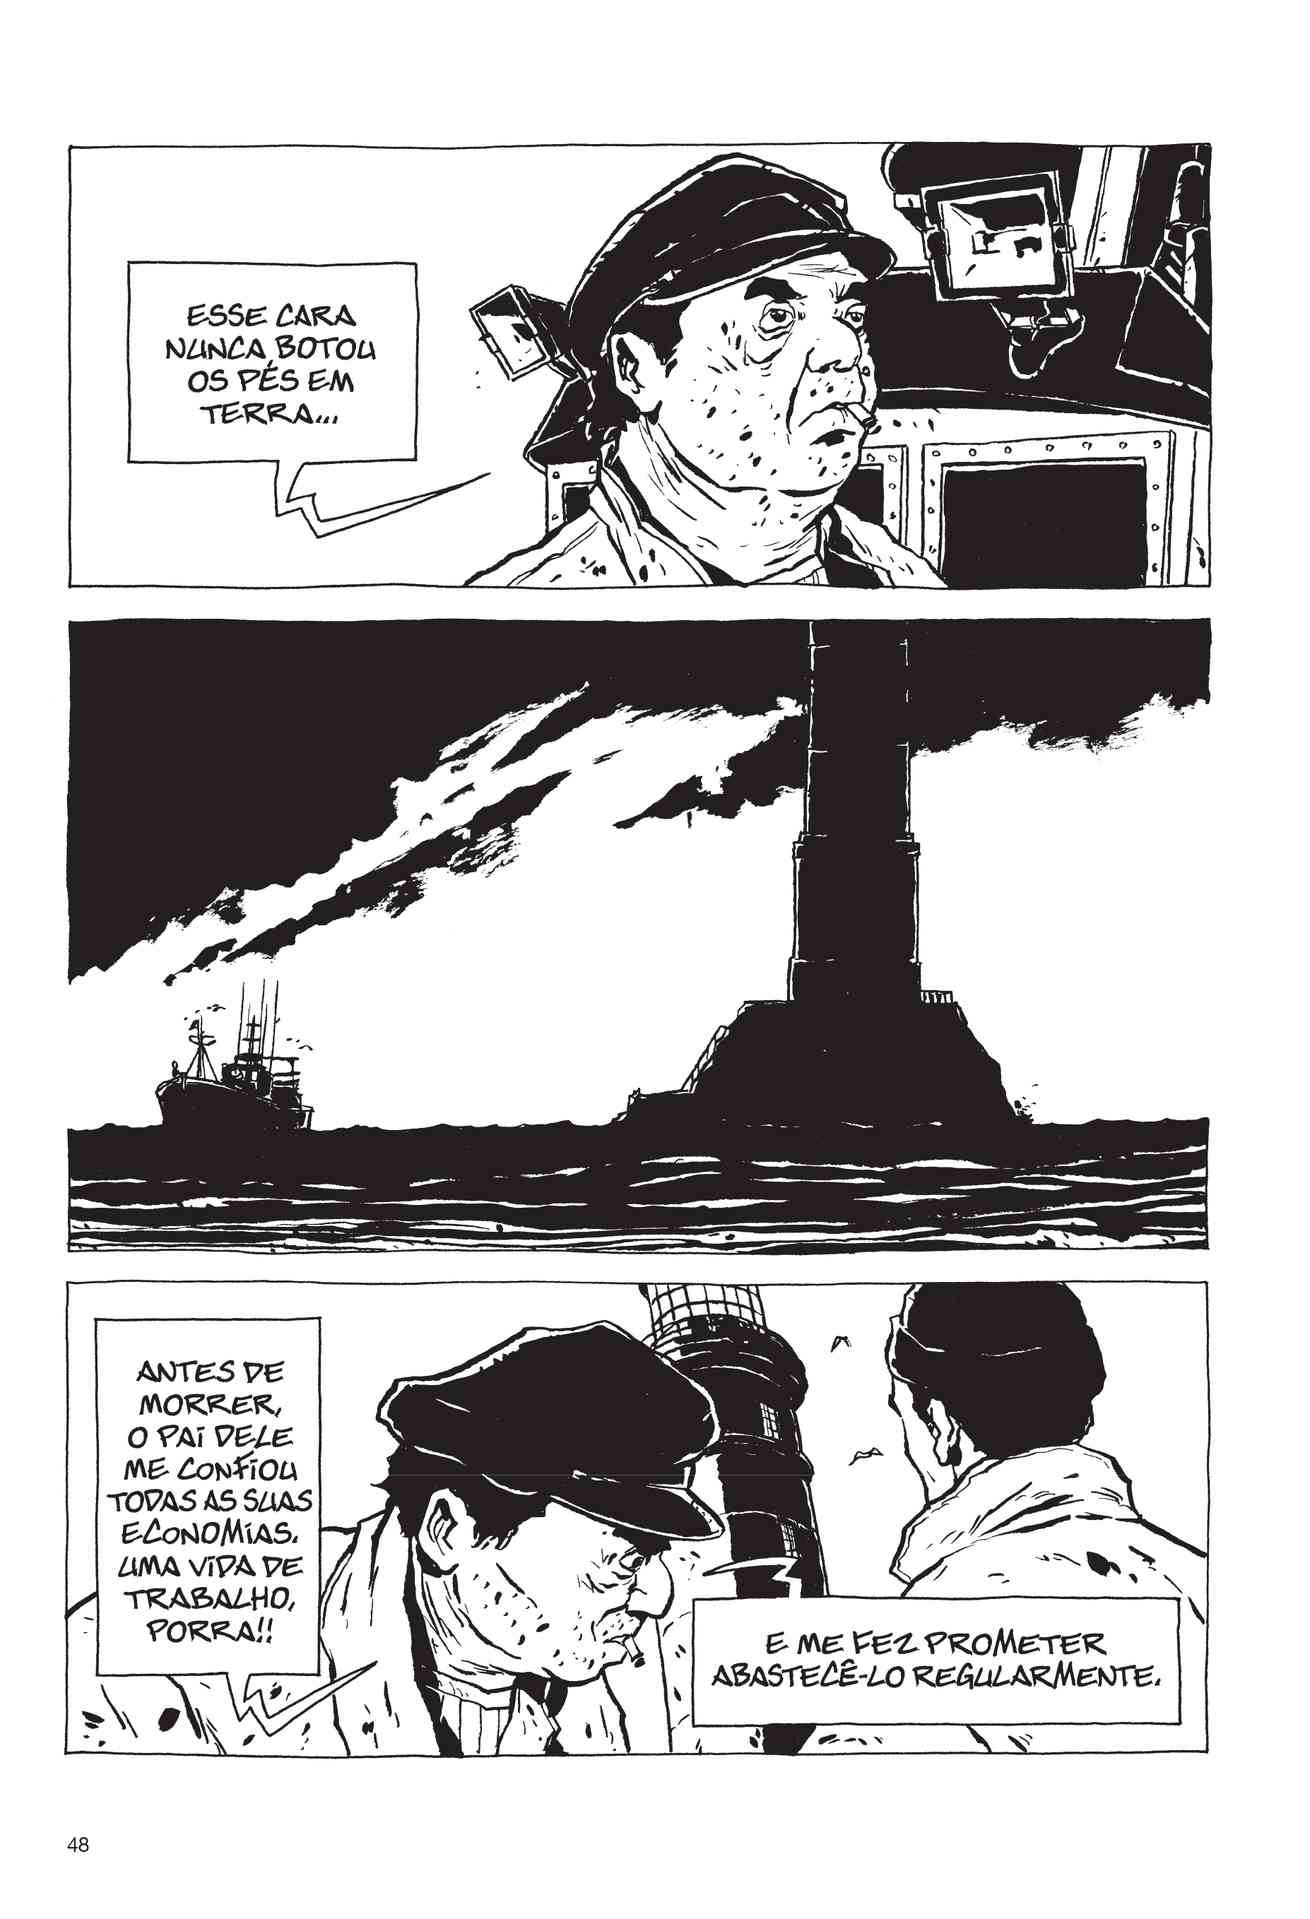 ESSE CARA
NUNCA BOTOU
OS PÉS EM
TERRA...
ANTES DE
MORRER,
O PAI DELE
ME CONFIOU
TODAS AS SUAS
ECONOMIAS.
UMA VIDA DE
TRABALHO,
PORRA!!
E ME FEZ PROMETER
ABASTECÊ-LO REGULARMENTE.
48